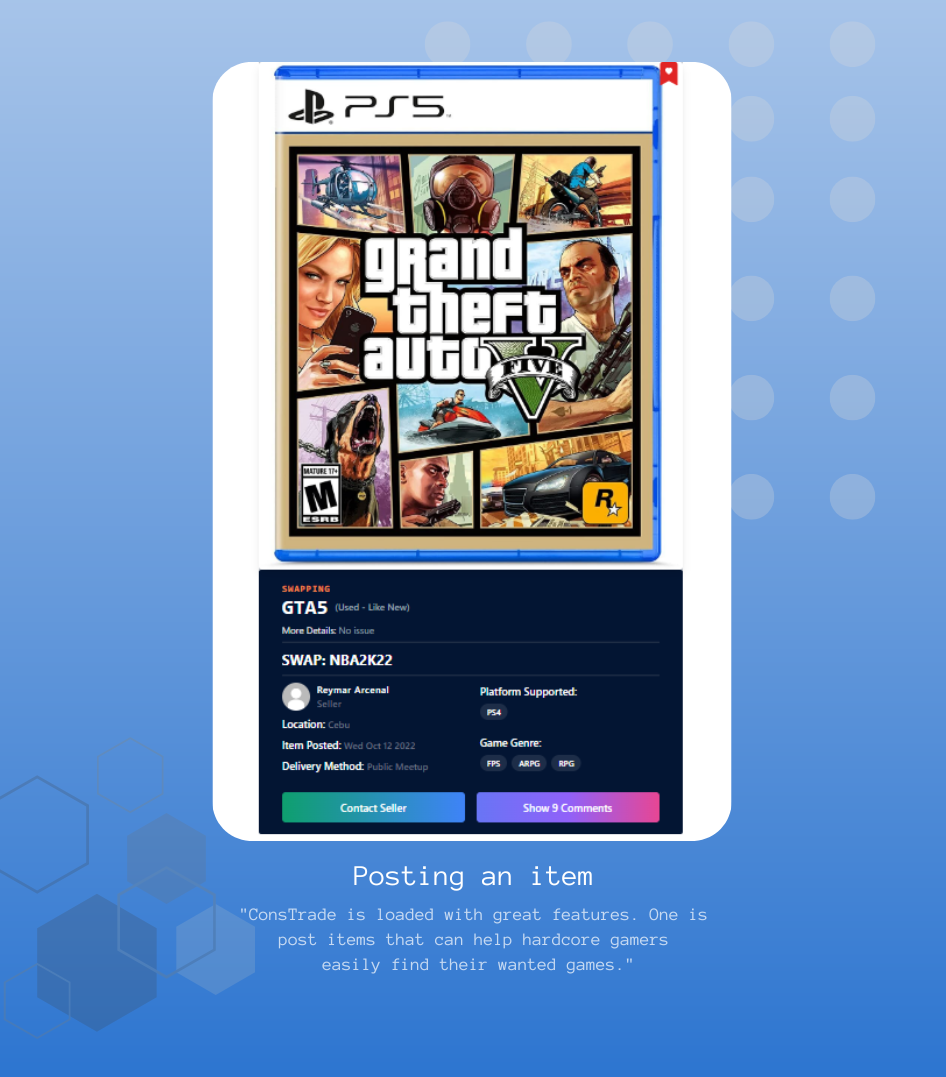 PS5
grand
theft
auto V
FIVE
MATURE 17+
M
ESRB
R
SWAPPING
GTA5 (Used - Like New)
More Details: No issue
SWAP: NBA2K22
Reymar Arcenal
Seller
Location: Cebu
Item Posted: Wed Oct 12 2022
Delivery Method: Public Meetup
Platform Supported:
PS4
Game Genre:
FPS ARPG RPG
Contact Seller
Show 9 Comments
Posting an item
"ConsTrade is loaded with great features. One is
post items that can help hardcore gamers
easily find their wanted games."